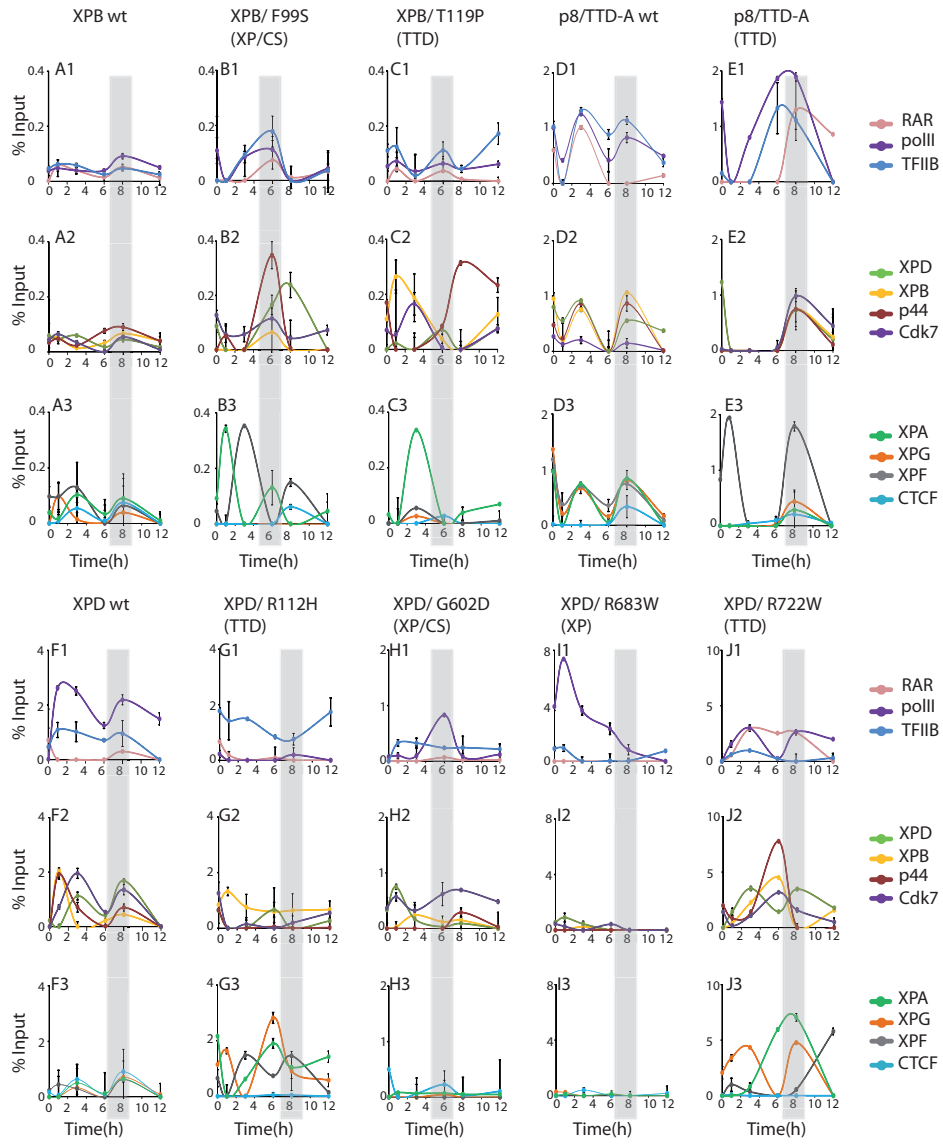 XPB wt XPB/ F99S XPB/ T119P p8/TTD-A wt p8/TTD-A
(XP/CS) (TTD) (TTD)
A1 B1 C1 D1 E1
% Input
0.4 0.4 0.4 2.0 2
0.2 0.2 0.2 1 1
0 0 0 0 0
0 2 4 6 8 10 12 0 2 4 6 8 10 12 0 2 4 6 8 10 12 0 2 4 6 8 10 12 0 2 4 6 8 10 12
RAR
polII
TFIIB
A2 B2 C2 D2 E2
% Input
0.4 0.4 0.4 2 2
0.2 0.2 0.2 1 1
0 0 0 0 0
0 2 4 6 8 10 12 0 2 4 6 8 10 12 0 2 4 6 8 10 12 0 2 4 6 8 10 12 0 2 4 6 8 10 12
XPD
XPB
p44
Cdk7
A3 B3 C3 D3 E3
% Input
0.4 0.4 0.4 2 2
0.2 0.2 0.2 1 1
0 0 0 0 0
0 2 4 6 8 10 12 0 2 4 6 8 10 12 0 2 4 6 8 10 12 0 2 4 6 8 10 12 0 2 4 6 8 10 12
Time(h) Time(h) Time(h) Time(h) Time(h)
XPA
XPG
XPF
CTCF
XPD wt XPD/ R112H XPD/ G602D XPD/ R683W XPD/ R722W
(TTD) (XP/CS) (XP) (TTD)
F1 G1 H1 I1 J1
% Input
4 4 2 8 10
2 2 1 4 5
0 0 0 0 0
0 2 4 6 8 10 12 0 2 4 6 8 10 12 0 2 4 6 8 10 12 0 2 4 6 8 10 12 0 2 4 6 8 10 12
RAR
polII
TFIIB
F2 G2 H2 I2 J2
% Input
4 4 2 8 10
2 2 1 4 5
0 0 0 0 0
0 2 4 6 8 10 12 0 2 4 6 8 10 12 0 2 4 6 8 10 12 0 2 4 6 8 10 12 0 2 4 6 8 10 12
XPD
XPB
p44
Cdk7
F3 G3 H3 I3 J3
% Input
4 4 2 8 10
2 2 1 4 5
0 0 0 0 0
0 2 4 6 8 10 12 0 2 4 6 8 10 12 0 2 4 6 8 10 12 0 2 4 6 8 10 12 0 2 4 6 8 10 12
Time(h) Time(h) Time(h) Time(h) Time(h)
XPA
XPG
XPF
CTCF